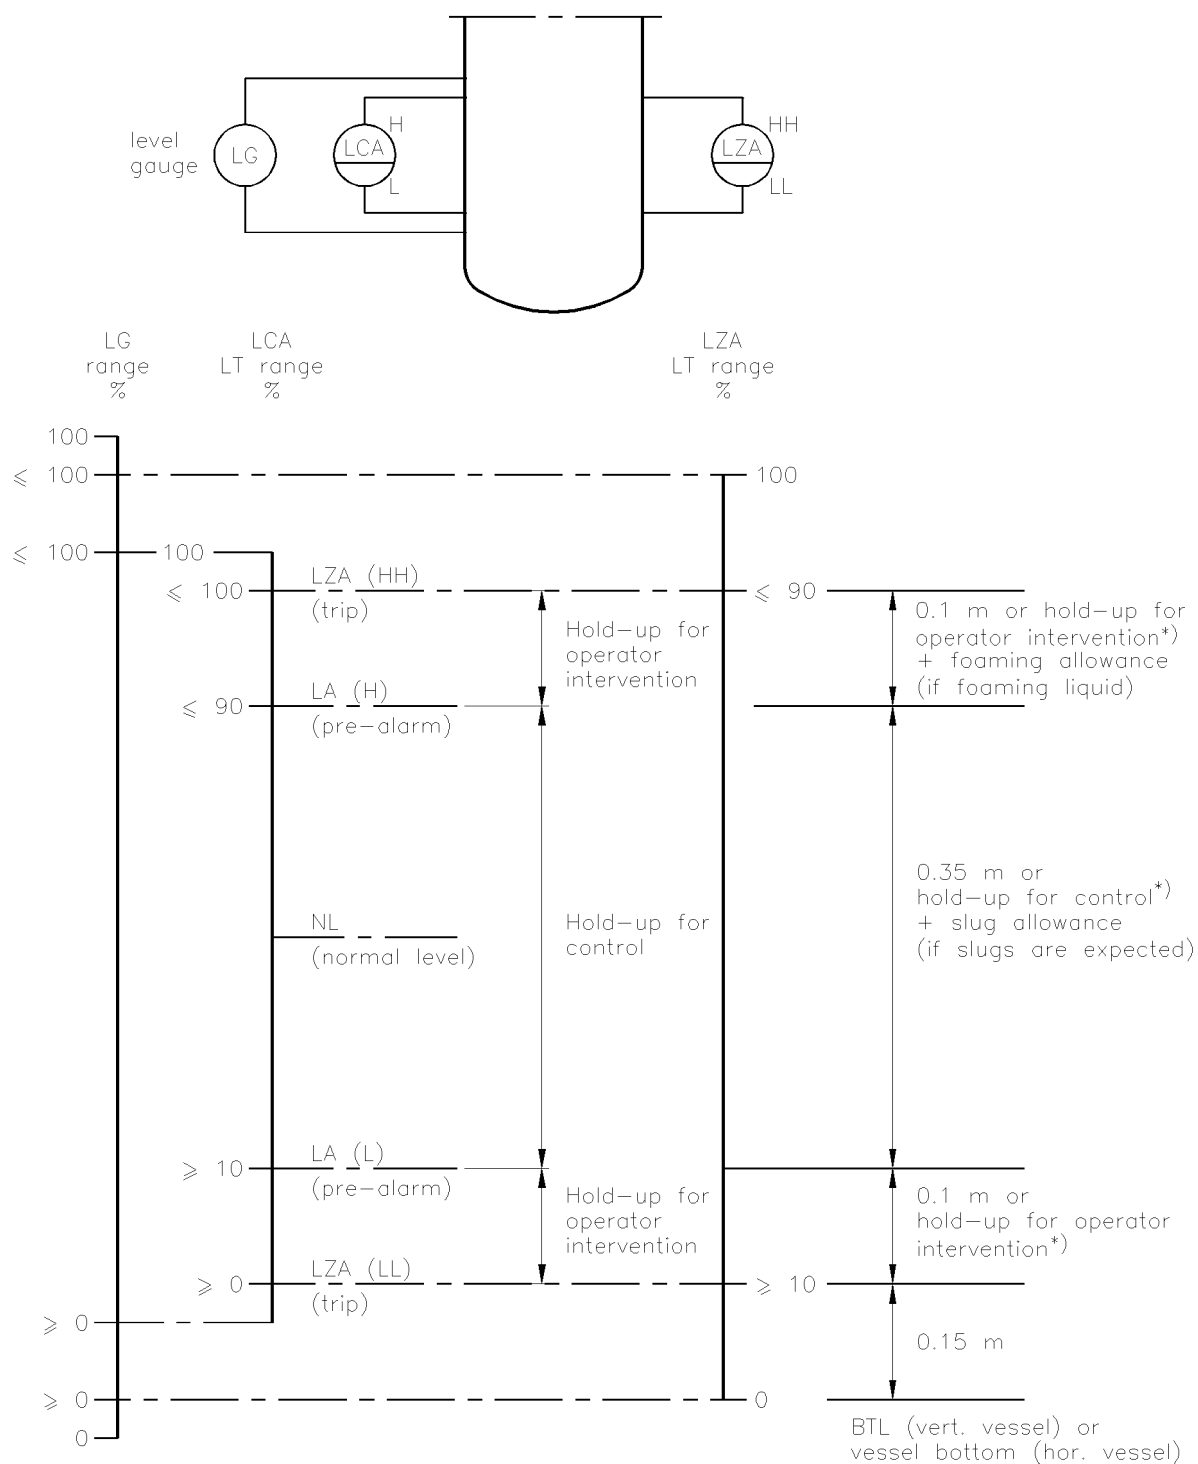 H
HH
level
gauge
LG
LCA
LZA
L
LL
LG
range
%
LCA
LT range
%
LZA
LT range
%
100
⩽ 100
100
⩽ 100
100
LZA (HH)
⩽ 100
(trip)
⩽ 90
Hold-up for
operator
intervention
0.1 m or hold-up for
operator intervention*)
+ foaming allowance
(if foaming liquid)
LA (H)
⩽ 90
(pre-alarm)
0.35 m or
hold-up for control*)
+ slug allowance
(if slugs are expected)
NL
(normal level)
Hold-up for
control
LA (L)
⩾ 10
(pre-alarm)
Hold-up for
operator
intervention
0.1 m or
hold-up for operator
intervention*)
LZA (LL)
⩾ 0
(trip)
⩾ 10
⩾ 0
0.15 m
⩾ 0
0
0
BTL (vert. vessel) or
vessel bottom (hor. vessel)